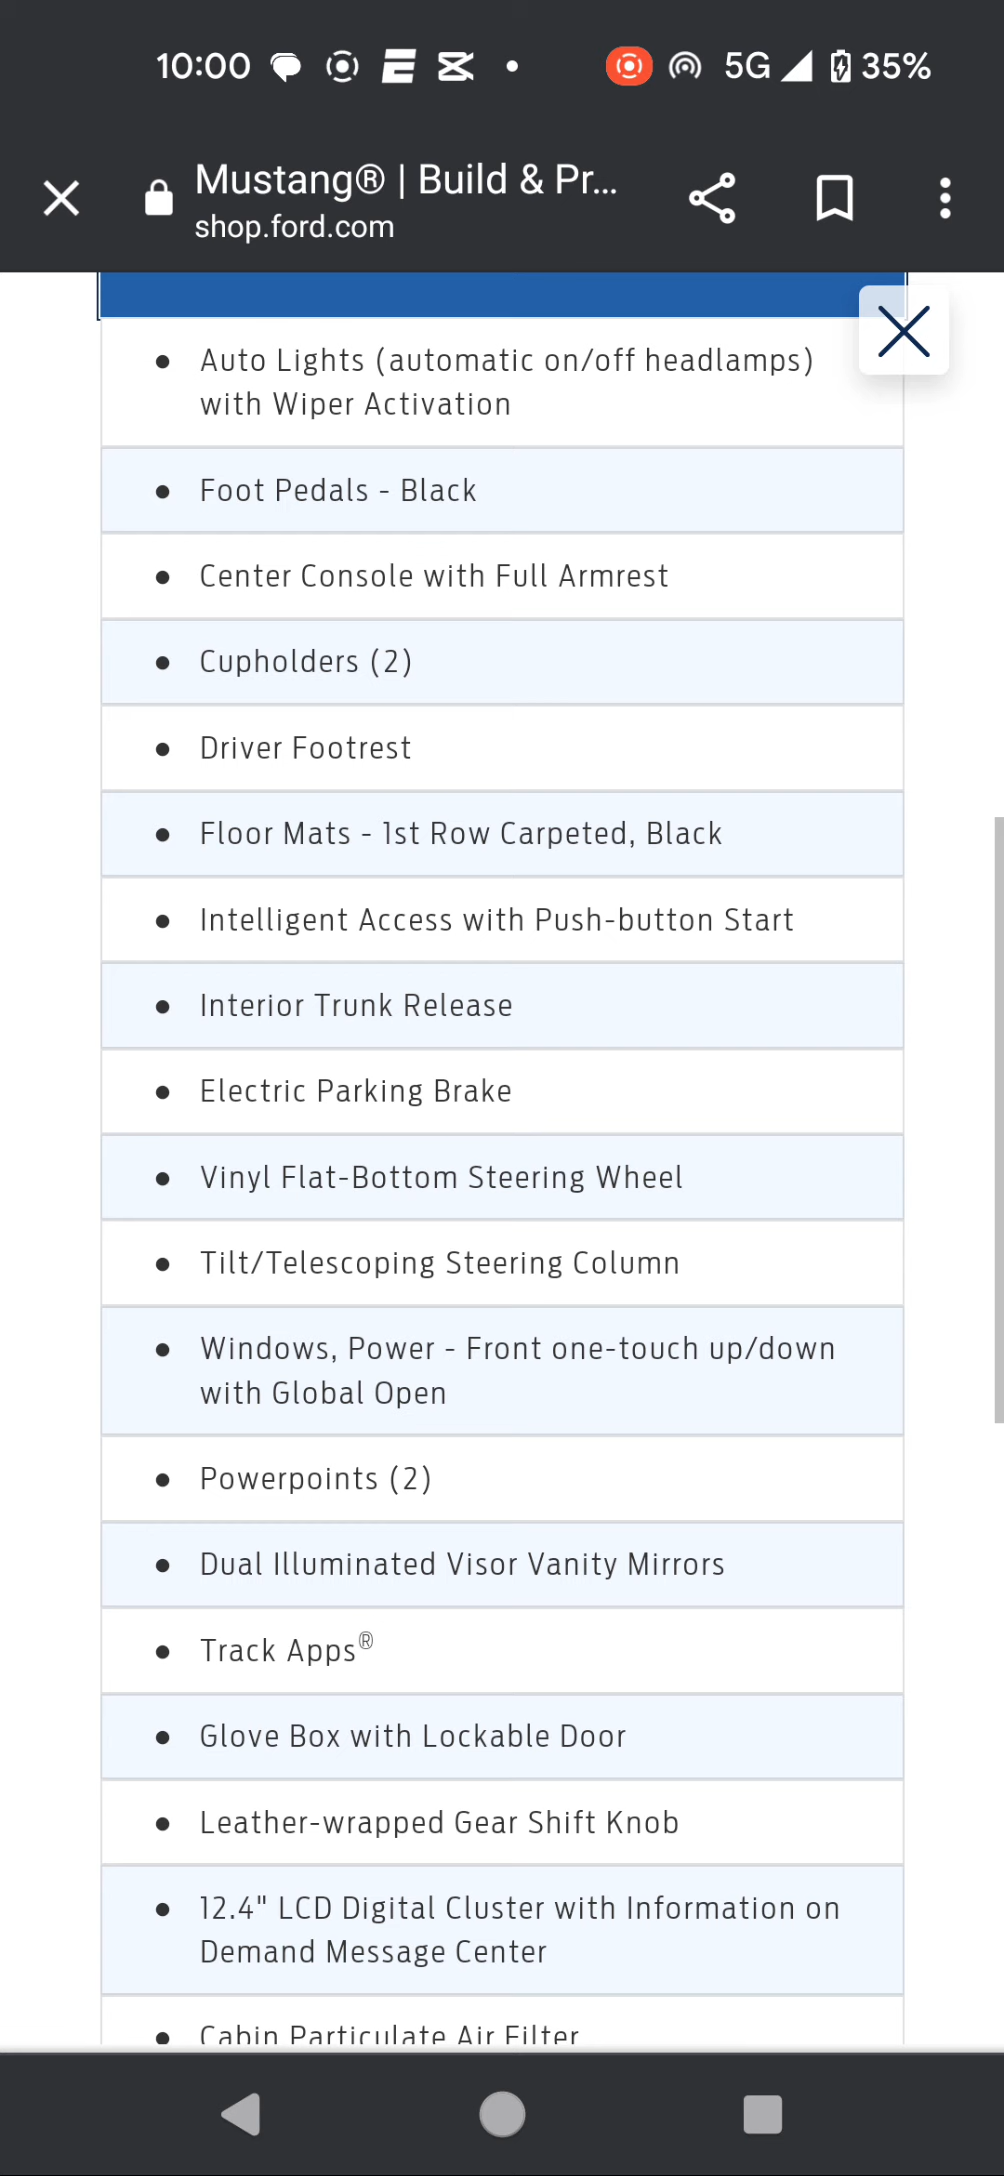 10:00 5G 35%
Mustang® | Build & Pr...
shop.ford.com
Auto Lights (automatic on/off headlamps)
with Wiper Activation
Foot Pedals - Black
Center Console with Full Armrest
Cupholders (2)
Driver Footrest
Floor Mats - 1st Row Carpeted, Black
Intelligent Access with Push-button Start
Interior Trunk Release
Electric Parking Brake
Vinyl Flat-Bottom Steering Wheel
Tilt/Telescoping Steering Column
Windows, Power - Front one-touch up/down
with Global Open
Powerpoints (2)
Dual Illuminated Visor Vanity Mirrors
Track Apps®
Glove Box with Lockable Door
Leather-wrapped Gear Shift Knob
12.4" LCD Digital Cluster with Information on
Demand Message Center
Cabin Particulate Air Filter